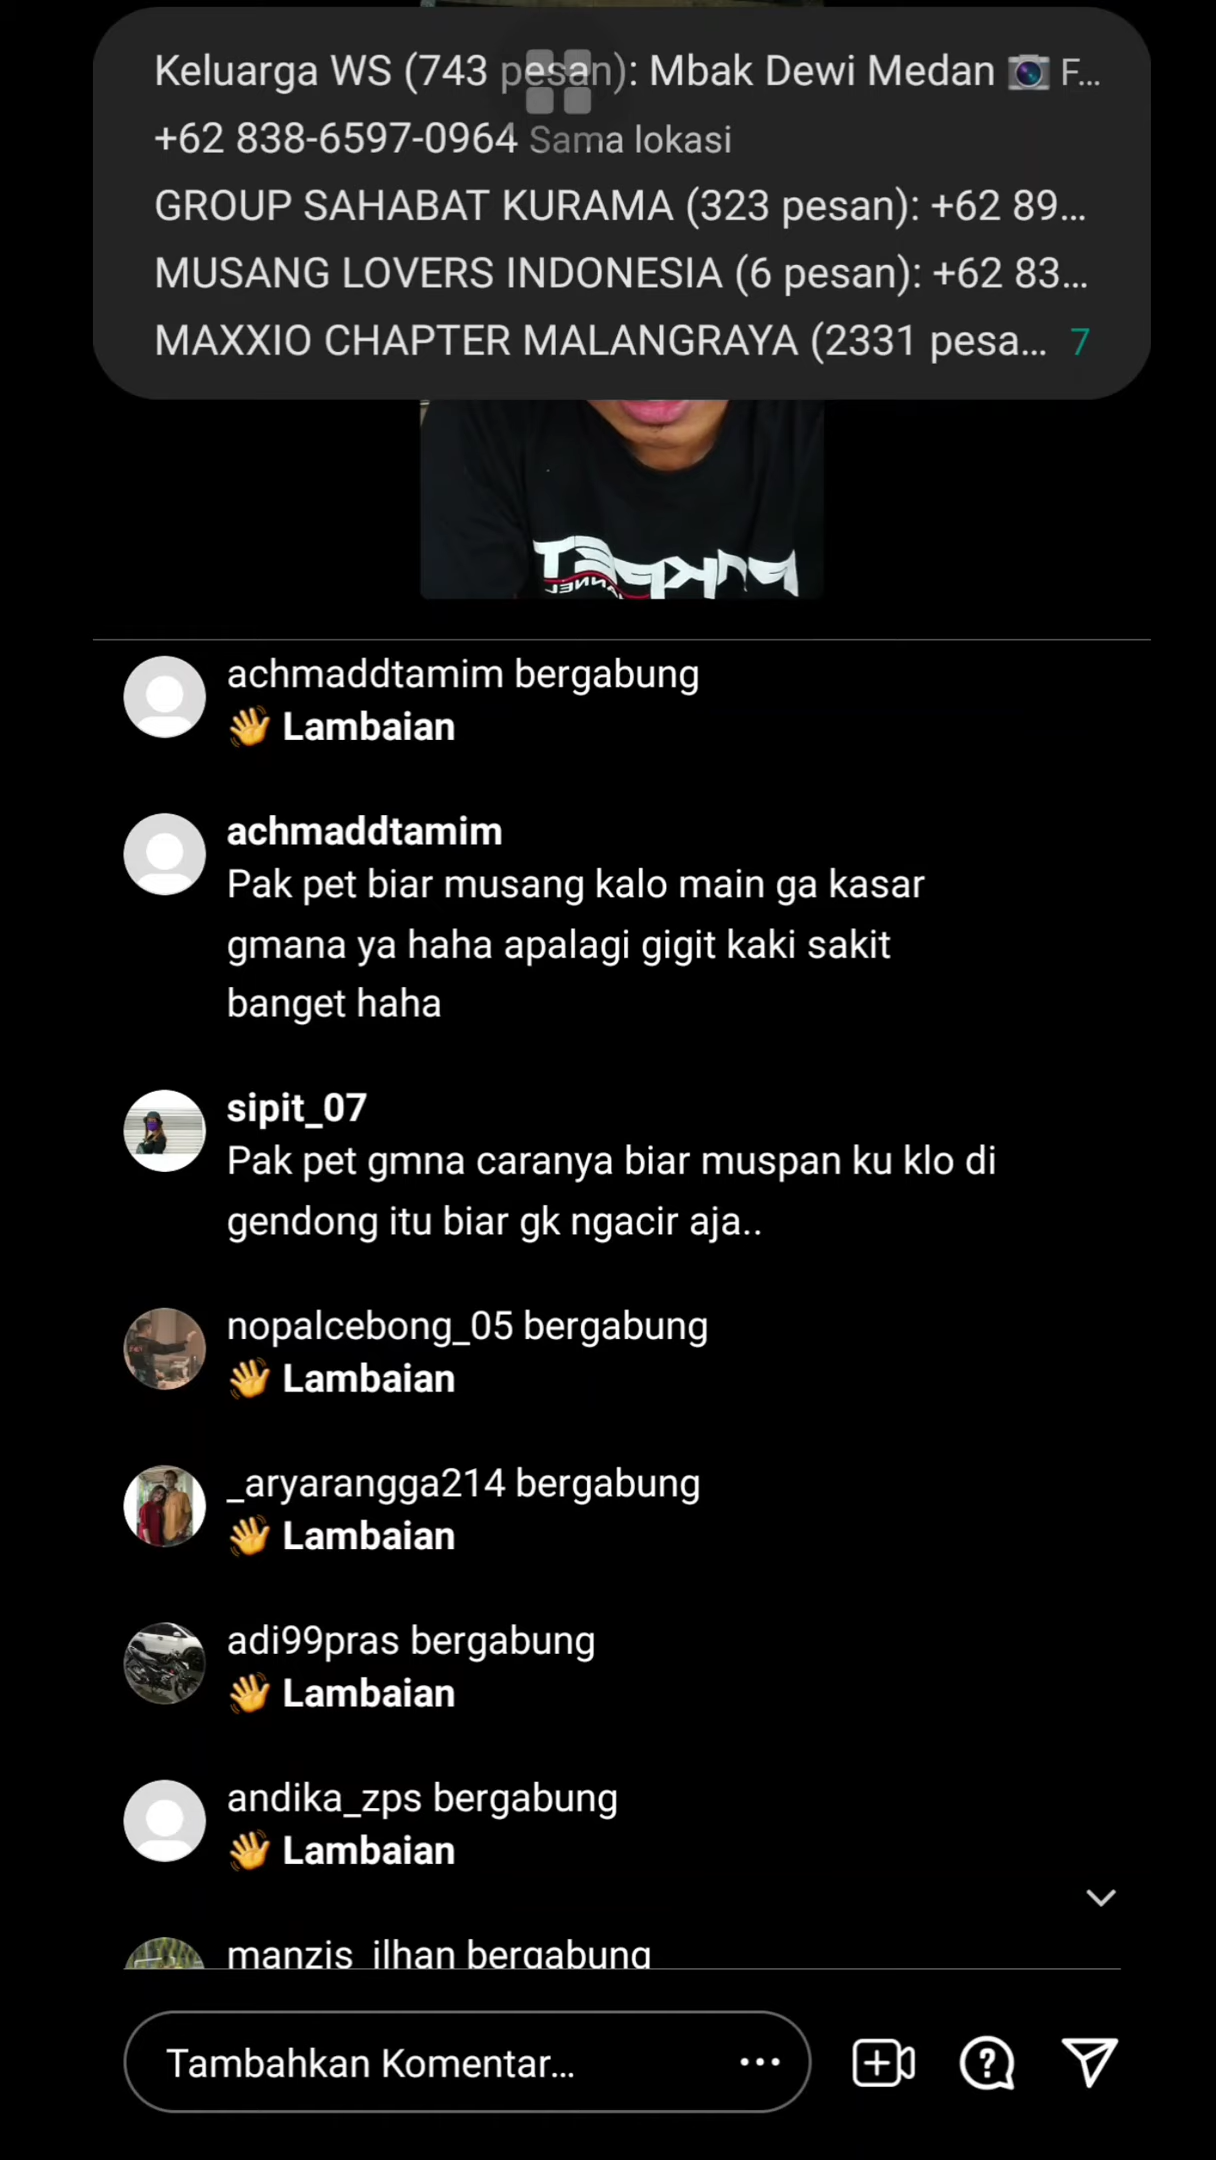 Keluarga WS (743 pesan): Mbak Dewi Medan 📷 F...
+62 838-6597-0964 Sama lokasi
GROUP SAHABAT KURAMA (323 pesan): +62 89...
MUSANG LOVERS INDONESIA (6 pesan): +62 83...
MAXXIO CHAPTER MALANGRAYA (2331 pesa... 7
achmaddtamim bergabung
👋 Lambaian
achmaddtamim
Pak pet biar musang kalo main ga kasar
gmana ya haha apalagi gigit kaki sakit
banget haha
sipit_07
Pak pet gmna caranya biar muspan ku klo di
gendong itu biar gk ngacir aja..
nopalcebong_05 bergabung
👋 Lambaian
_aryarangga214 bergabung
👋 Lambaian
adi99pras bergabung
👋 Lambaian
andika_zps bergabung
👋 Lambaian
manzis_ilhan bergabung
Tambahkan Komentar...